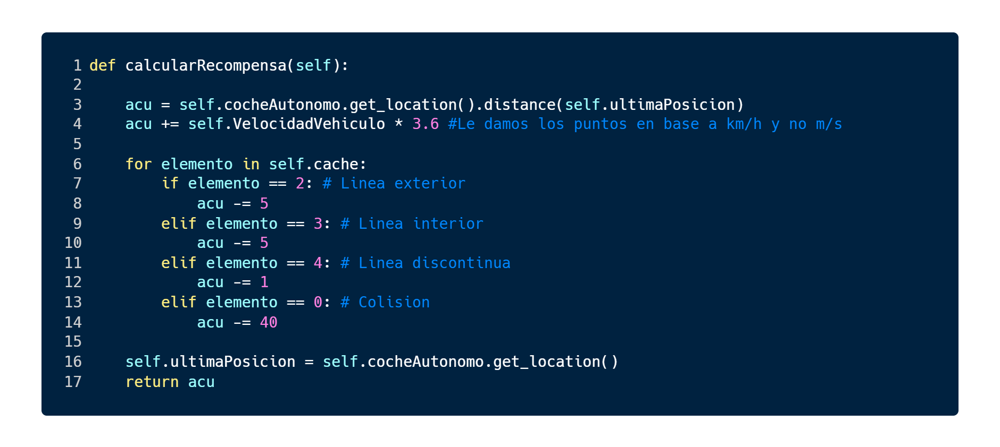 1 def calcularRecompensa(self):
2
3     acu = self.cocheAutonomo.get_location().distance(self.ultimaPosicion)
4     acu += self.VelocidadVehiculo * 3.6 #Le damos los puntos en base a km/h y no m/s
5
6     for elemento in self.cache:
7         if elemento == 2: # Linea exterior
8             acu -= 5
9         elif elemento == 3: # Linea interior
10             acu -= 5
11         elif elemento == 4: # Linea discontinua
12             acu -= 1
13         elif elemento == 0: # Colision
14             acu -= 40
15
16     self.ultimaPosicion = self.cocheAutonomo.get_location()
17     return acu